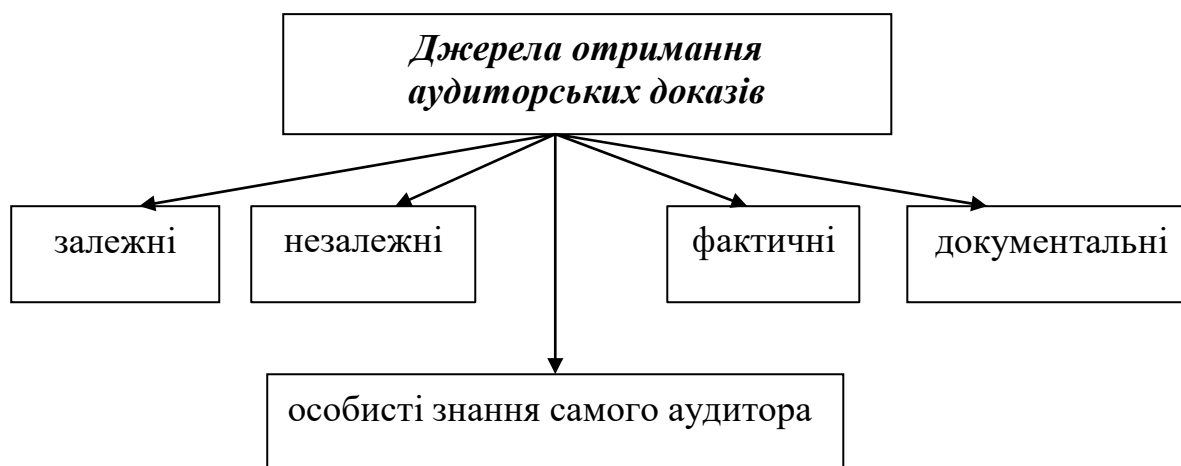 Джерела отримання
аудиторських доказів
залежні
незалежні
фактичні
документальні
особисті знання самого аудитора